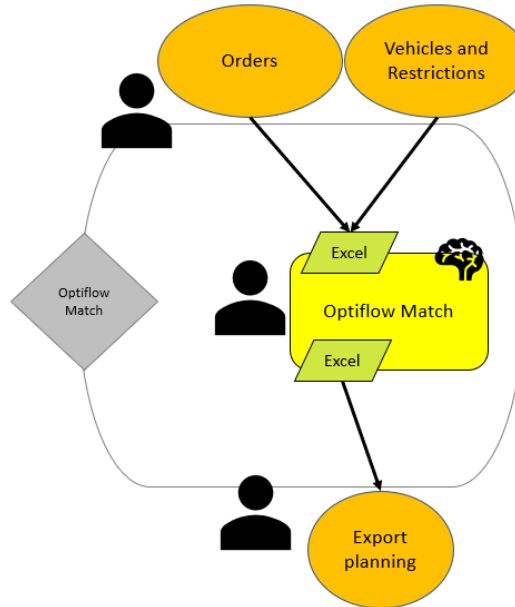 Orders
Vehicles and
Restrictions
Excel
Optiflow
Match
Optiflow Match
Excel
Export
planning